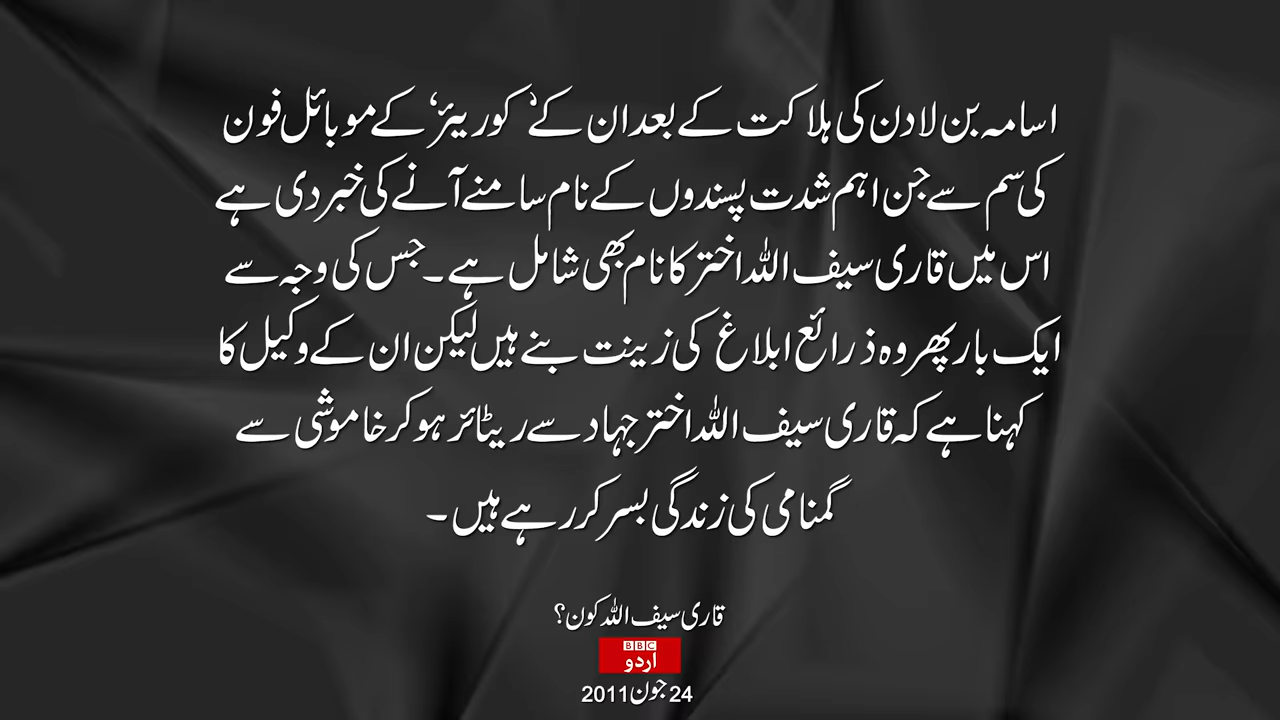 اسامہ بن لادن کی ہلاکت کے بعد ان کے ’کوریئر‘ کے موبائل فون
کی سم سے جن اہم شدت پسندوں کے نام سامنے آنے کی خبر دی ہے
اس میں قاری سیف اللہ اختر کا نام بھی شامل ہے۔ جس کی وجہ سے
ایک بار پھر وہ ذرائع ابلاغ کی زینت بنے ہیں لیکن ان کے وکیل کا
کہنا ہے کہ قاری سیف اللہ اختر جہاد سے ریٹائر ہو کر خاموشی سے
گمنامی کی زندگی بسر کر رہے ہیں۔
قاری سیف اللہ کون؟
BBC
اردو
24 جون 2011